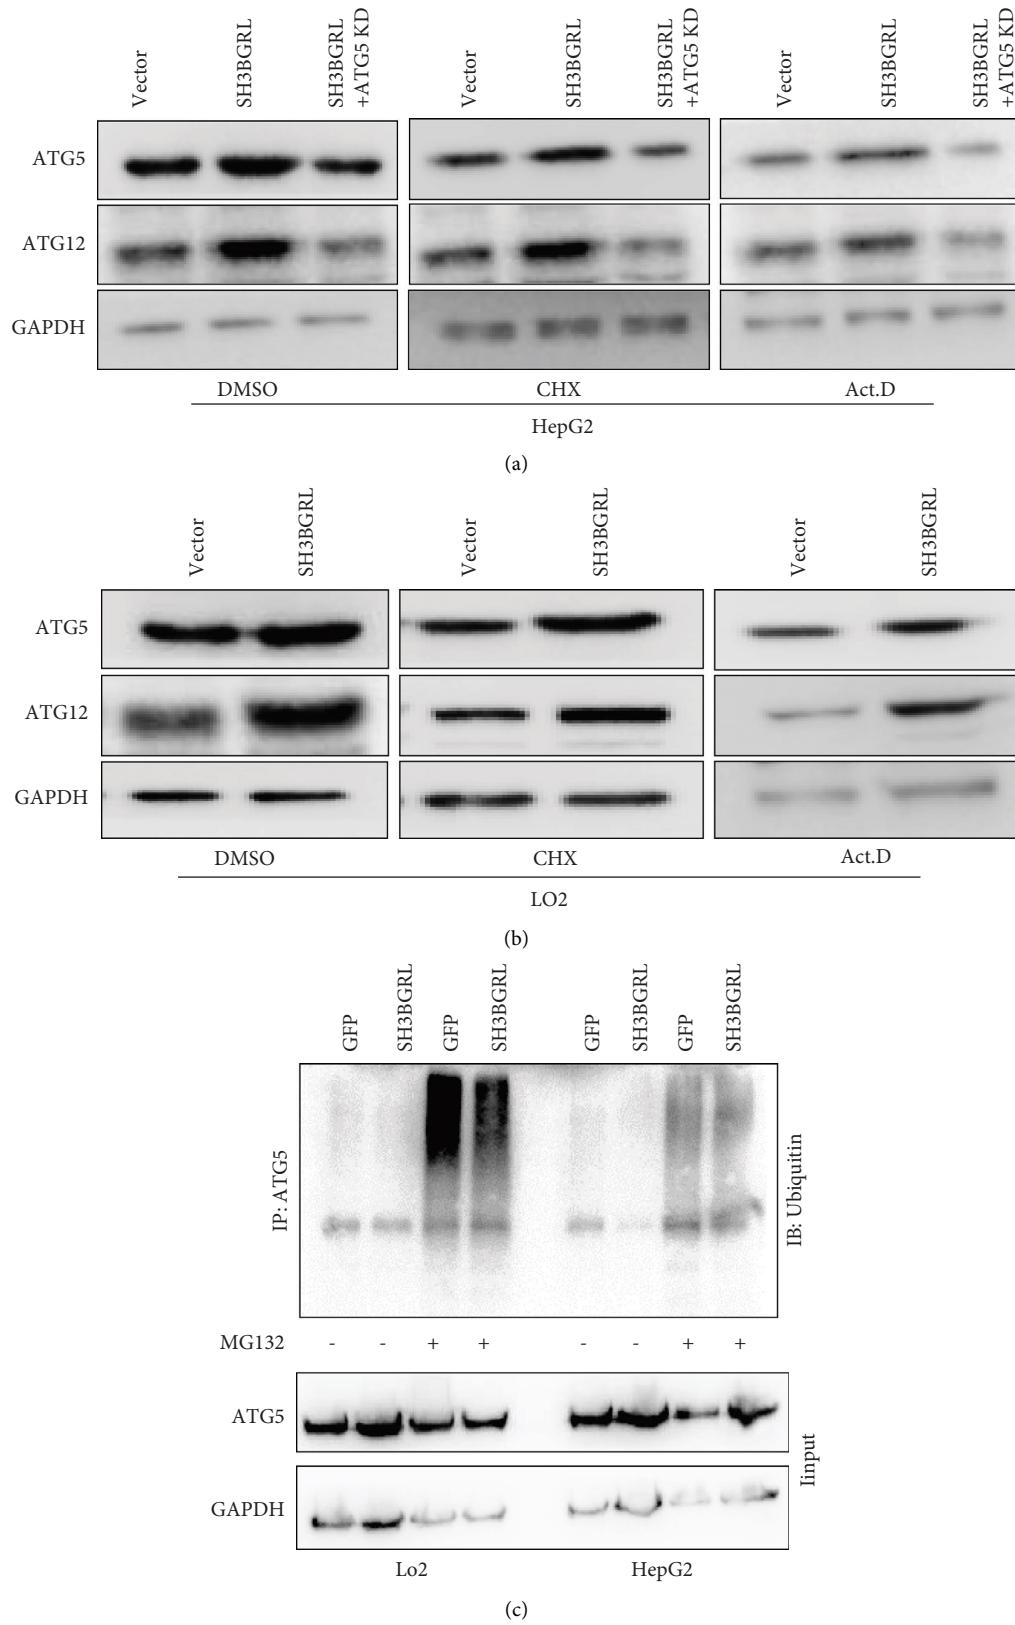 Vector SH3BGRL SH3BGRL Vector SH3BGRL SH3BGRL Vector SH3BGRL SH3BGRL
+ATG5 KD +ATG5 KD +ATG5 KD
ATG5
ATG12
GAPDH
DMSO CHX Act.D
HepG2
(a)
Vector SH3BGRL Vector SH3BGRL Vector SH3BGRL
ATG5
ATG12
GAPDH
DMSO CHX Act.D
LO2
(b)
GFP SH3BGRL GFP SH3BGRL GFP SH3BGRL GFP SH3BGRL
IP: ATG5
IB: Ubiquitin
MG132 - - + + - - + +
ATG5
GAPDH
Iinput
Lo2 HepG2
(c)